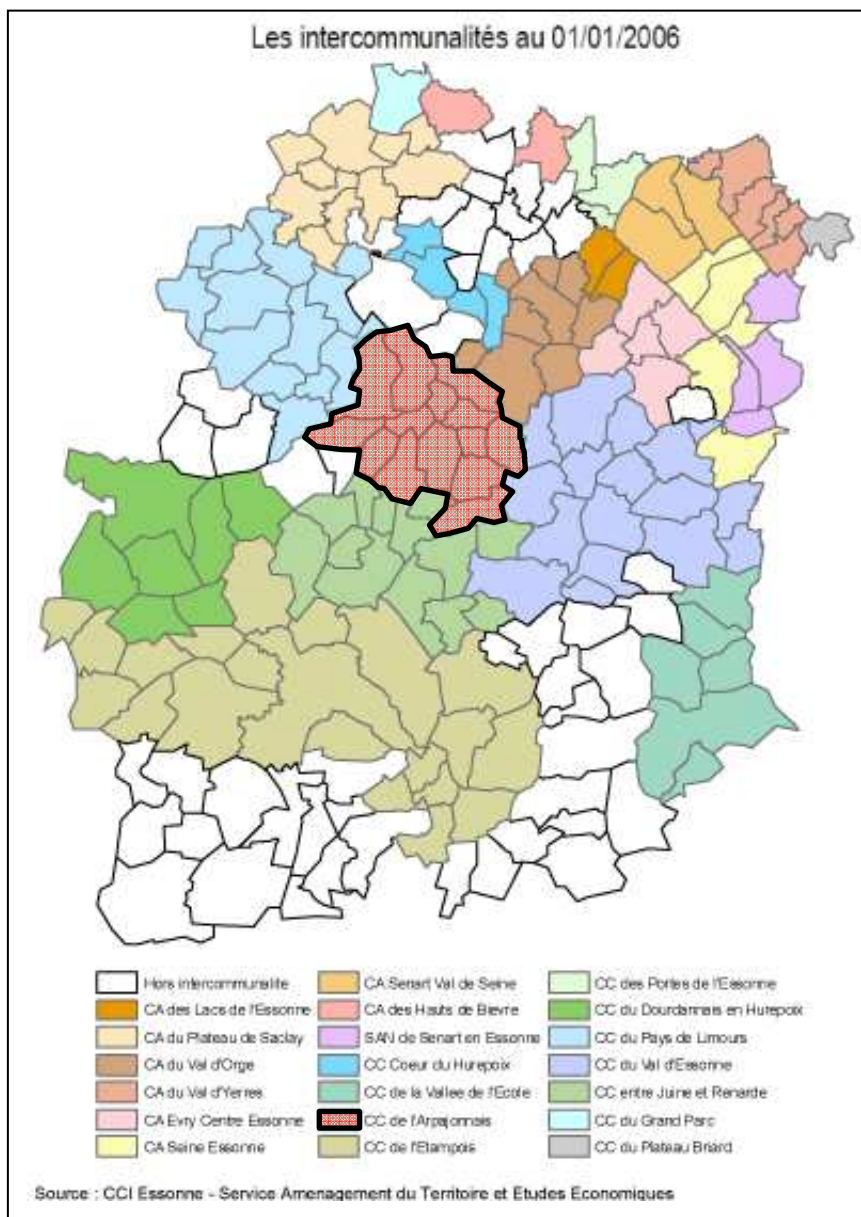 Les intercommunalités au 01/01/2006
Hors intercommunalite
CA des Lacs de l'Essonne
CA du Plateau de Saclay
CA du Val d'Orge
CA du Val d'Yerres
CA Evry Centre Essonne
CA Seine Essonne
CA Senart Val de Seine
CA des Hauts de Bievre
SAN de Senart en Essonne
CC Coeur du Hurepoix
CC de la Vallee de l'Ecole
CC de l'Arpajonnais
CC de l'Etampois
CC des Portes de l'Essonne
CC du Dourdannais en Hurepoix
CC du Pays de Limours
CC du Val d'Essonne
CC entre Juine et Renarde
CC du Grand Parc
CC du Plateau Briard
Source : CCI Essonne - Service Amenagement du Territoire et Etudes Economiques